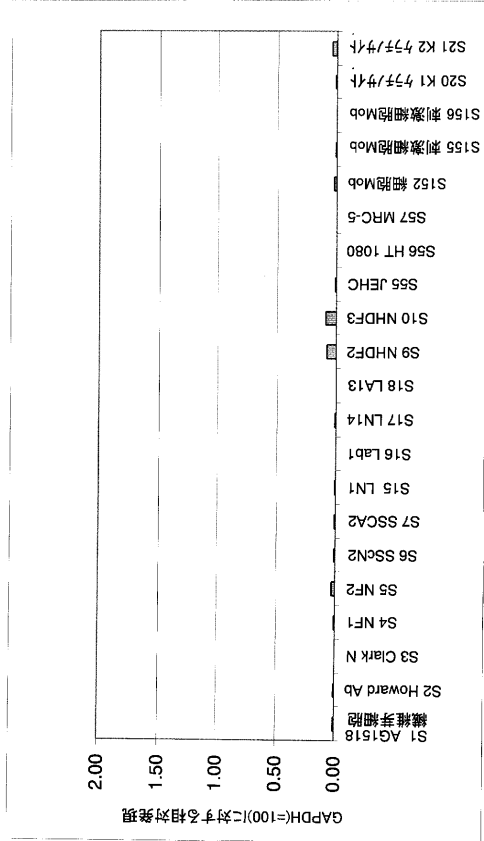 GAPDH(=100)に対する相対発現
2.00
1.50
1.00
0.50
0.00
S1 AG1518
繊維芽細胞
S2 Howard Ab
S3 Clark N
S4 NF1
S5 NF2
S6 SScN2
S7 SSCA2
S15 LN1
S16 Lab1
S17 LN14
S18 LA13
S9 NHDF2
S10 NHDF3
S55 JEHC
S56 HT 1080
S57 MRC-5
S152 細胞Mob
S155 刺激細胞Mob
S156 刺激細胞Mob
S20 K1 ケラチノサイト
S21 K2 ケラチノサイト